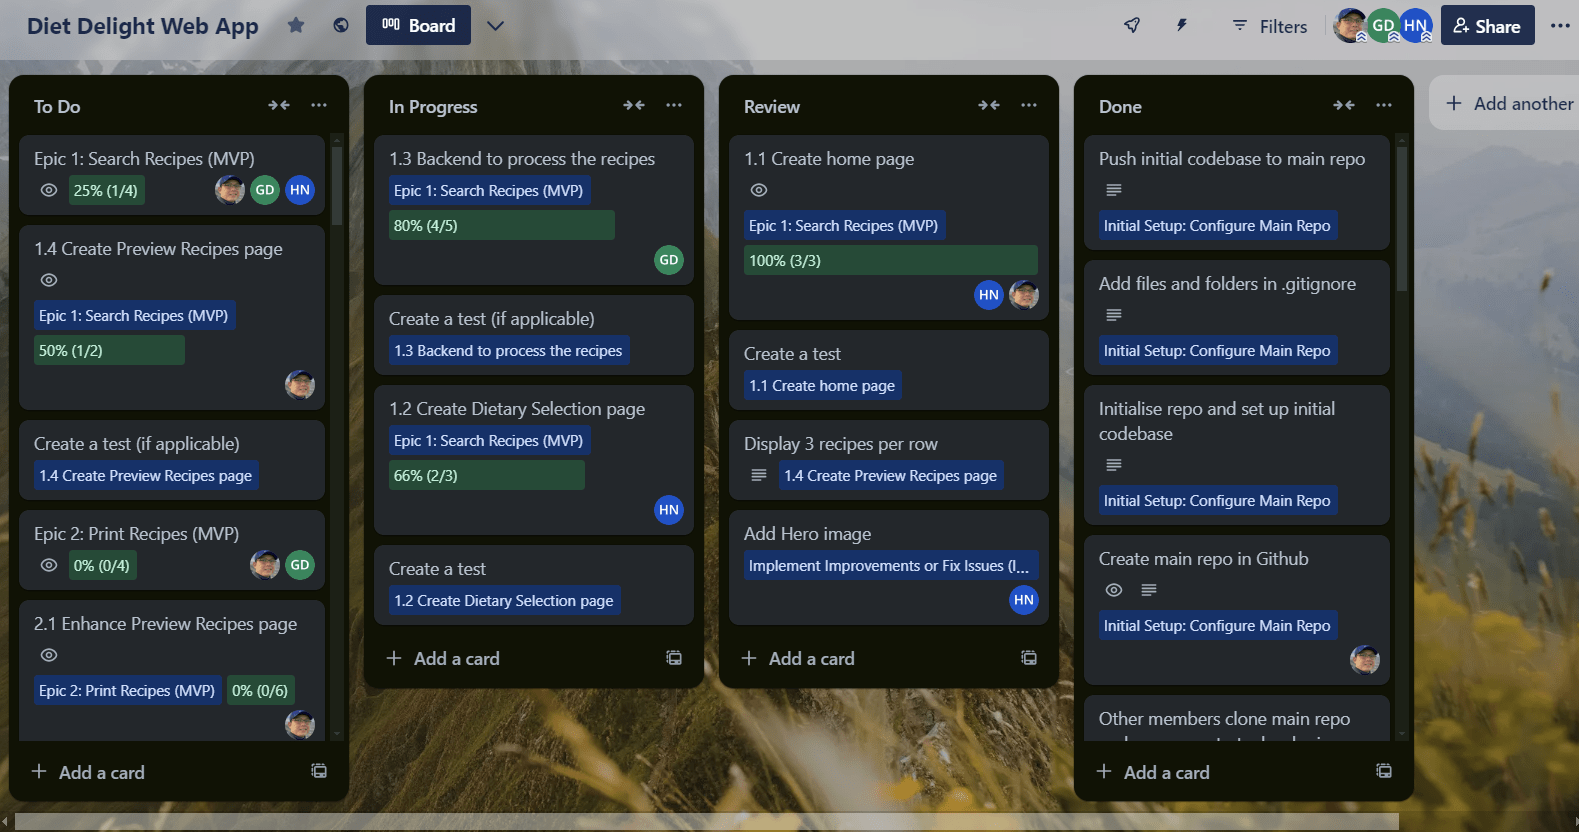 Diet Delight Web App
Board
Filters
GD
HN
Share
To Do
Epic 1: Search Recipes (MVP)
25% (1/4)
GD
HN
1.4 Create Preview Recipes page
Epic 1: Search Recipes (MVP)
50% (1/2)
Create a test (if applicable)
1.4 Create Preview Recipes page
Epic 2: Print Recipes (MVP)
0% (0/4)
GD
2.1 Enhance Preview Recipes page
Epic 2: Print Recipes (MVP)
0% (0/6)
Add a card
In Progress
1.3 Backend to process the recipes
Epic 1: Search Recipes (MVP)
80% (4/5)
GD
Create a test (if applicable)
1.3 Backend to process the recipes
1.2 Create Dietary Selection page
Epic 1: Search Recipes (MVP)
66% (2/3)
HN
Create a test
1.2 Create Dietary Selection page
Add a card
Review
1.1 Create home page
Epic 1: Search Recipes (MVP)
100% (3/3)
HN
Create a test
1.1 Create home page
Display 3 recipes per row
1.4 Create Preview Recipes page
Add Hero image
Implement Improvements or Fix Issues (I...
HN
Add a card
Done
Push initial codebase to main repo
Initial Setup: Configure Main Repo
Add files and folders in .gitignore
Initial Setup: Configure Main Repo
Initialise repo and set up initial
codebase
Initial Setup: Configure Main Repo
Create main repo in Github
Initial Setup: Configure Main Repo
Other members clone main repo
Add a card
Add another